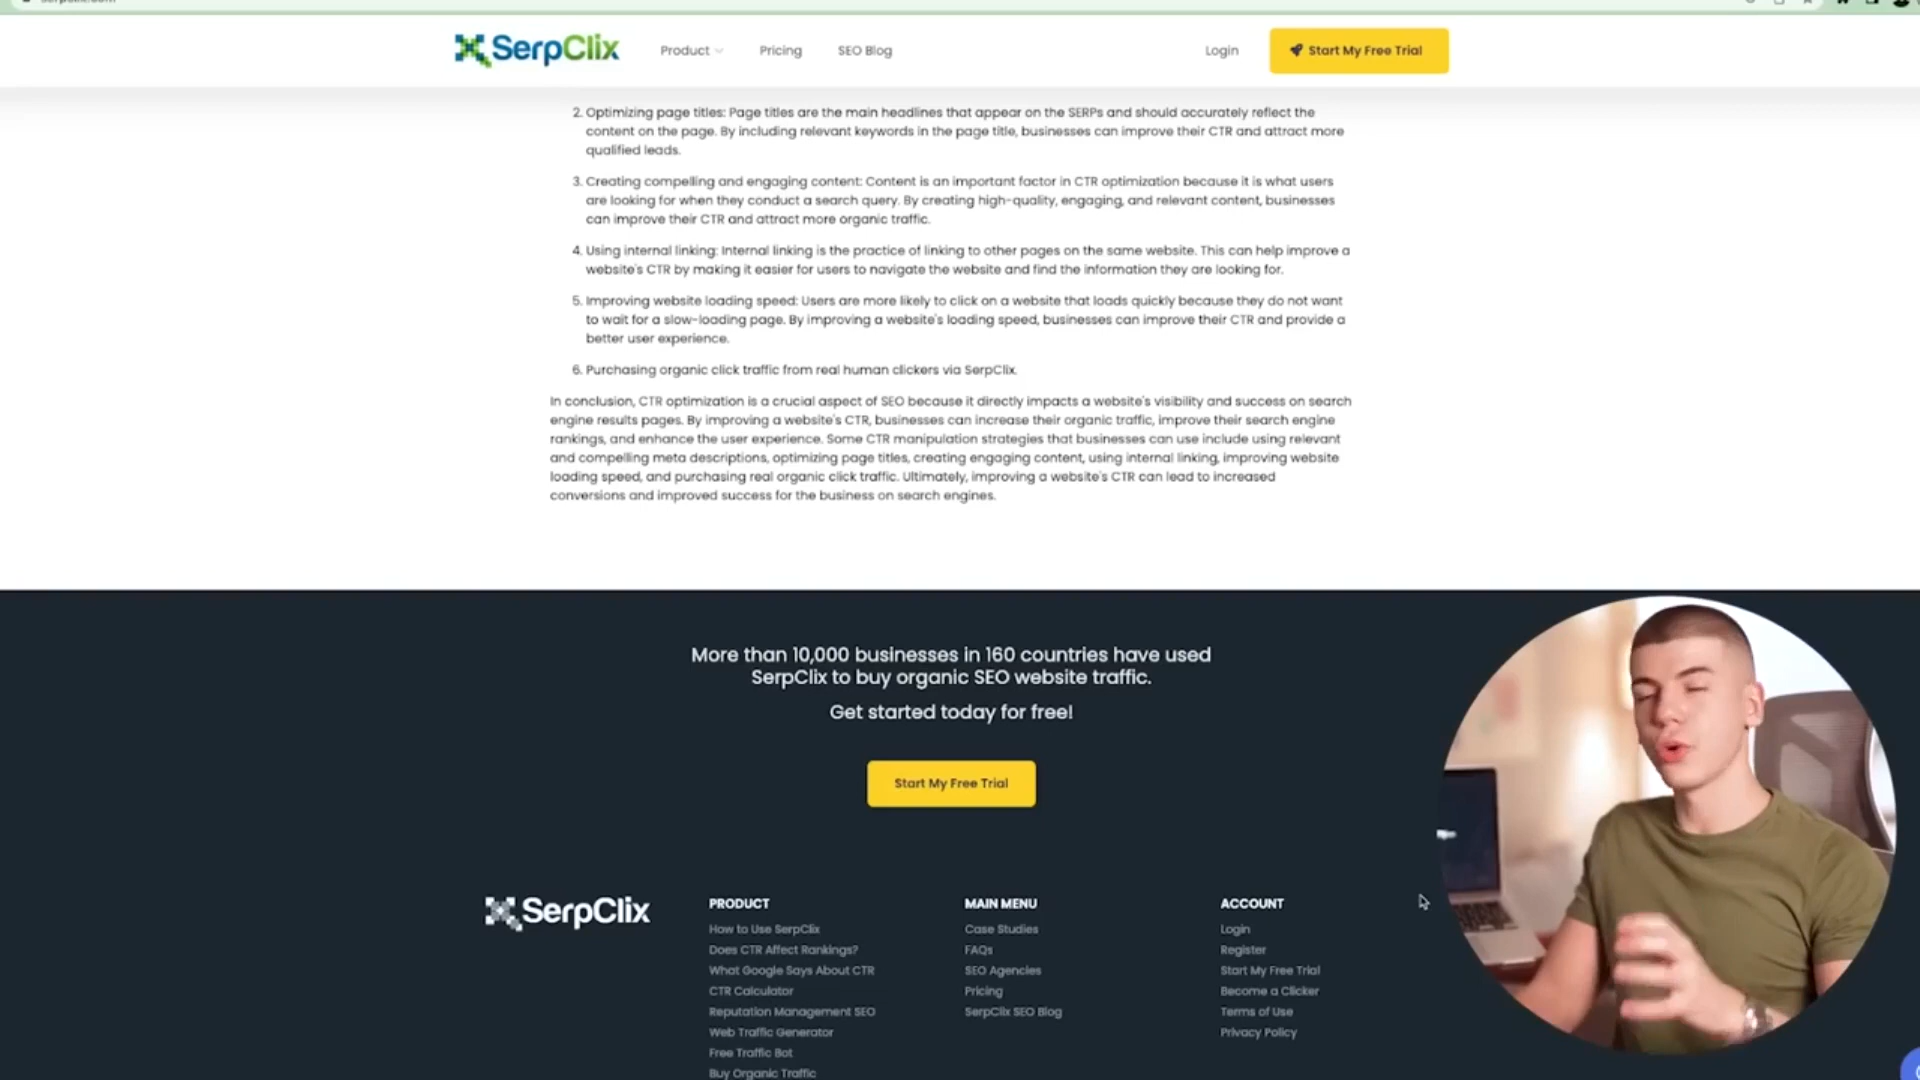 SerpClix
Product
Pricing
SEO Blog
Login
Start My Free Trial
2. Optimizing page titles: Page titles are the main headlines that appear on the SERPs and should accurately reflect the
content on the page. By including relevant keywords in the page title, businesses can improve their CTR and attract more
qualified leads.
3. Creating compelling and engaging content: Content is an important factor in CTR optimization because it is what users
are looking for when they conduct a search query. By creating high-quality, engaging, and relevant content, businesses
can improve their CTR and attract more organic traffic.
4. Using internal linking: Internal linking is the practice of linking to other pages on the same website. This can help improve a
website's CTR by making it easier for users to navigate the website and find the information they are looking for.
5. Improving website loading speed: Users are more likely to click on a website that loads quickly because they do not want
to wait for a slow-loading page. By improving a website's loading speed, businesses can improve their CTR and provide a
better user experience.
6. Purchasing organic click traffic from real human clickers via SerpClix.
In conclusion, CTR optimization is a crucial aspect of SEO because it directly impacts a website's visibility and success on search
engine results pages. By improving a website's CTR, businesses can increase their organic traffic, improve their search engine
rankings, and enhance the user experience. Some CTR manipulation strategies that businesses can use include using relevant
and compelling meta descriptions, optimizing page titles, creating engaging content, using internal linking, improving website
loading speed, and purchasing real organic click traffic. Ultimately, improving a website's CTR can lead to increased
conversions and improved success for the business on search engines.
More than 10,000 businesses in 160 countries have used
SerpClix to buy organic SEO website traffic.
Get started today for free!
Start My Free Trial
SerpClix
PRODUCT
How to Use SerpClix
Does CTR Affect Rankings?
What Google Says About CTR
CTR Calculator
Reputation Management SEO
Web Traffic Generator
Free Traffic Bot
Buy Organic Traffic
MAIN MENU
Case Studies
FAQs
SEO Agencies
Pricing
SerpClix SEO Blog
ACCOUNT
Login
Register
Start My Free Trial
Become a Clicker
Terms of Use
Privacy Policy